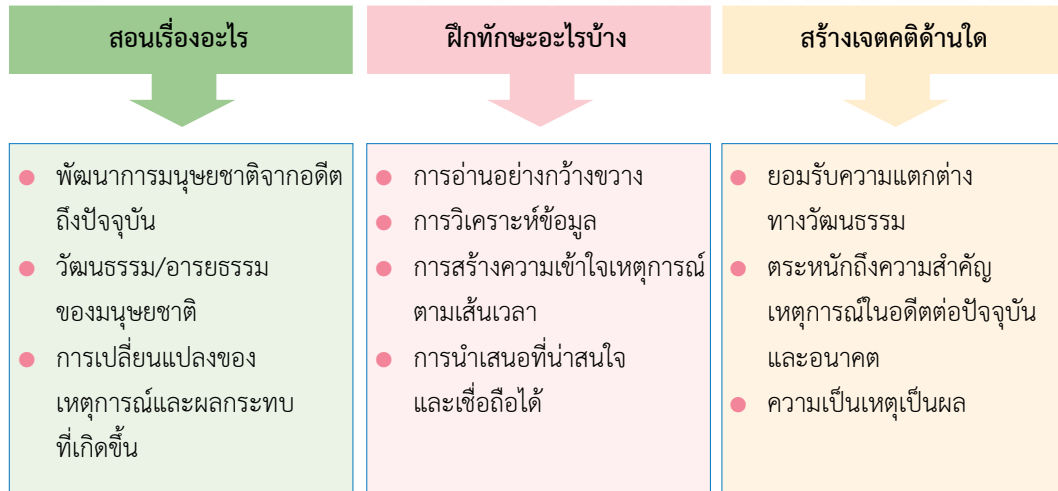 สอนเรื่องอะไร
พัฒนาการมนุษยชาติจากอดีต
ถึงปัจจุบัน
วัฒนธรรม/อารยธรรม
ของมนุษยชาติ
การเปลี่ยนแปลงของ
เหตุการณ์และผลกระทบ
ที่เกิดขึ้น
ฝึกทักษะอะไรบ้าง
การอ่านอย่างกว้างขวาง
การวิเคราะห์ข้อมูล
การสร้างความเข้าใจเหตุการณ์
ตามเส้นเวลา
การนำเสนอที่น่าสนใจ
และเชื่อถือได้
สร้างเจตคติด้านใด
ยอมรับความแตกต่าง
ทางวัฒนธรรม
ตระหนักถึงความสำคัญ
เหตุการณ์ในอดีตต่อปัจจุบัน
และอนาคต
ความเป็นเหตุเป็นผล